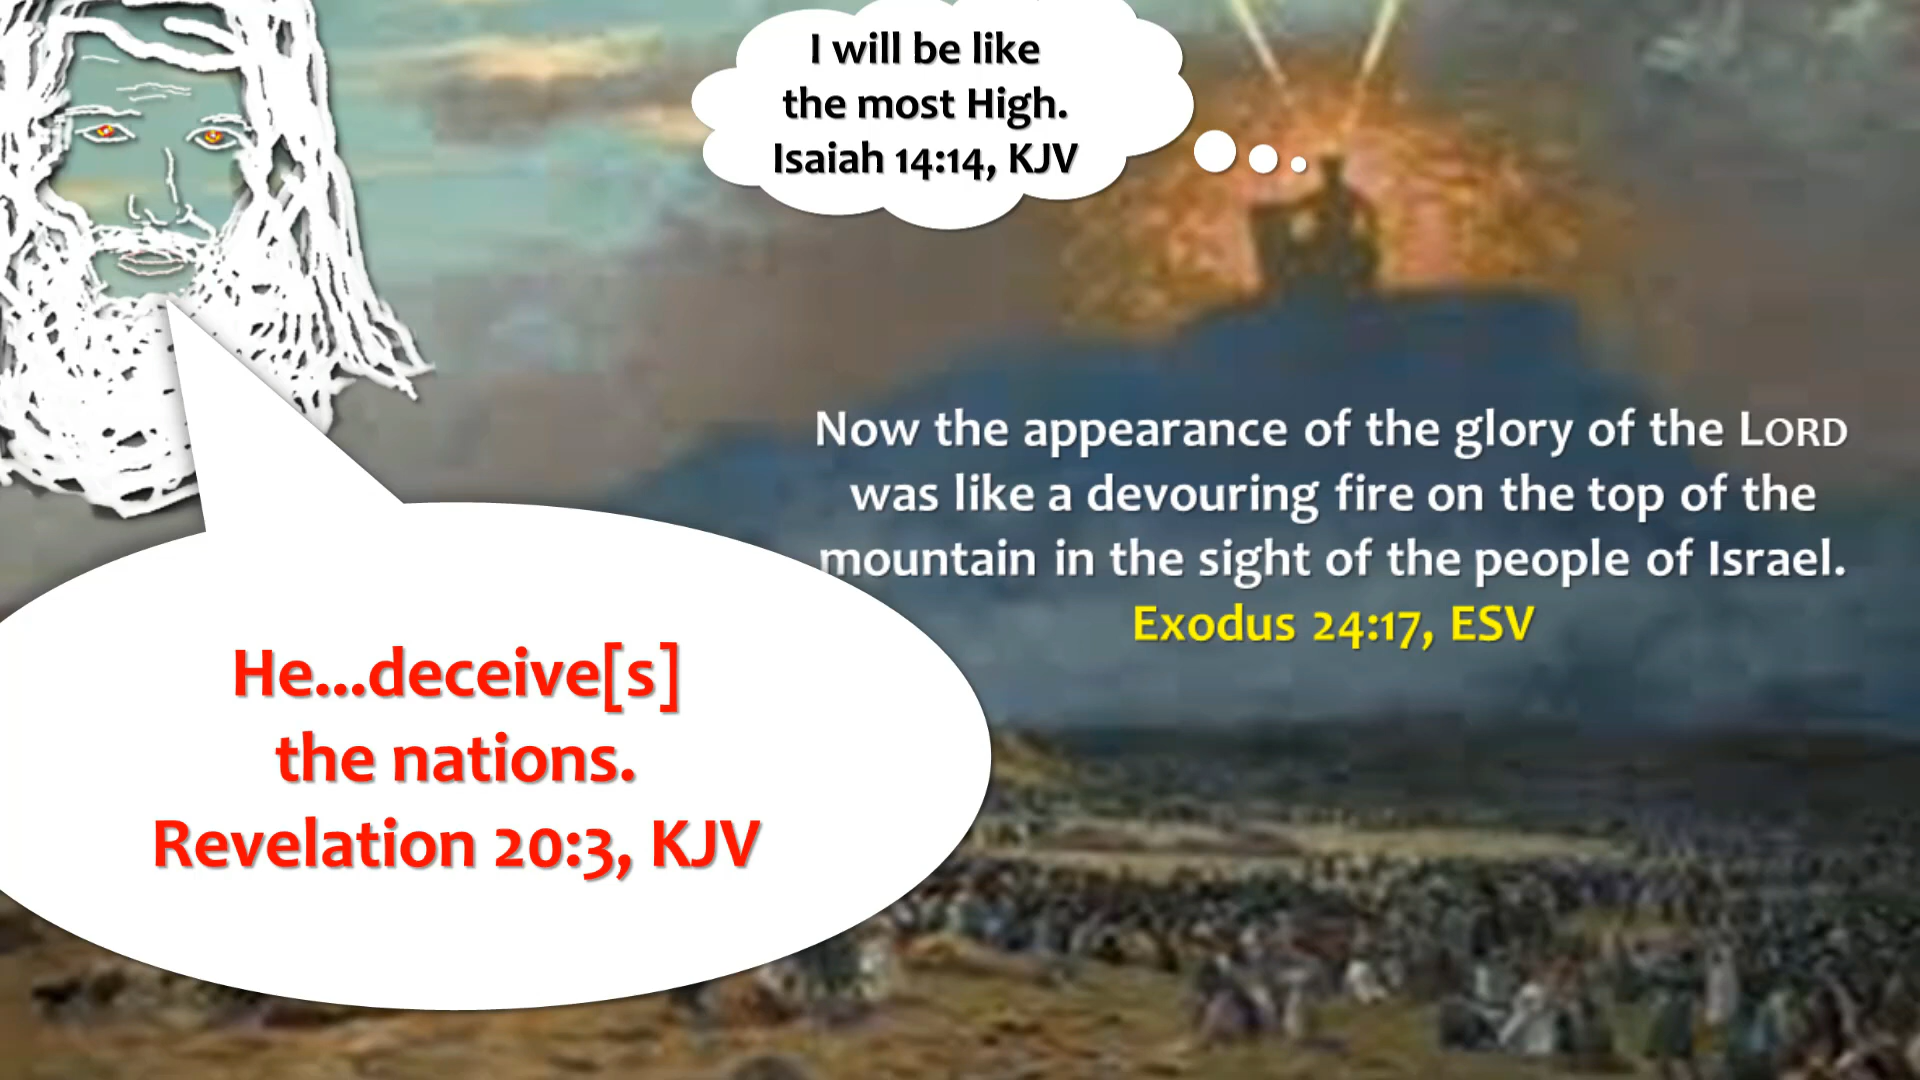 I will be like
the most High.
Isaiah 14:14, KJV
Now the appearance of the glory of the LORD
was like a devouring fire on the top of the
mountain in the sight of the people of Israel.
Exodus 24:17, ESV
He...deceive[s]
the nations.
Revelation 20:3, KJV